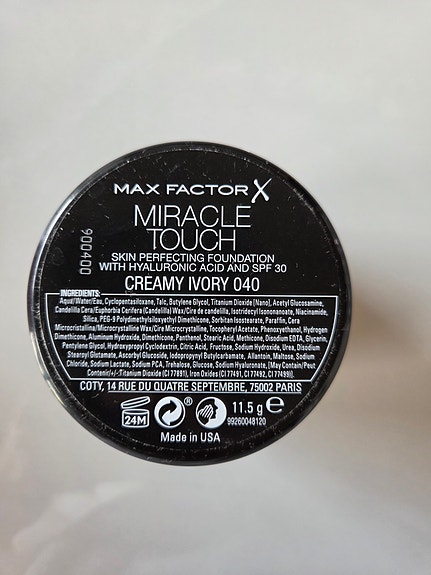 MAX FACTOR X
MIRACLE
TOUCH
SKIN PERFECTING FOUNDATION
WITH HYALURONIC ACID AND SPF 30
CREAMY IVORY 040
900400
INGREDIENTS:
Aqua/Water/Eau, Cyclopentasiloxane, Talc, Butylene Glycol, Titanium Dioxide [Nano], Acetyl Glucosamine,
Candelilla Cera/Euphorbia Cerifera (Candelilla) Wax/Cire de candelilla, Isotridecyl Isononanoate, Niacinamide,
Silica, PEG-9 Polydimethylsiloxyethyl Dimethicone, Sorbitan Isostearate, Paraffin, Cera
Microcristallina/Microcrystalline Wax/Cire Microcristalline, Tocopheryl Acetate, Phenoxyethanol, Hydrogen
Dimethicone, Aluminum Hydroxide, Dimethicone, Panthenol, Stearic Acid, Methicone, Disodium EDTA, Glycerin,
Pentylene Glycol, Hydroxypropyl Cyclodextrin, Citric Acid, Fructose, Sodium Hydroxide, Urea, Disodium
Stearoyl Glutamate, Ascorbyl Glucoside, Iodopropynyl Butylcarbamate, Allantoin, Maltose, Sodium
Chloride, Sodium Lactate, Sodium PCA, Trehalose, Glucose, Sodium Hyaluronate, [May Contain/Peut
Contenir/+/-:Titanium Dioxide (CI 77891), Iron Oxides (CI 77491, CI 77492, CI 77499)].
COTY, 14 RUE DU QUATRE SEPTEMBRE, 75002 PARIS
24M ® 11.5 g e
99260048120
Made in USA